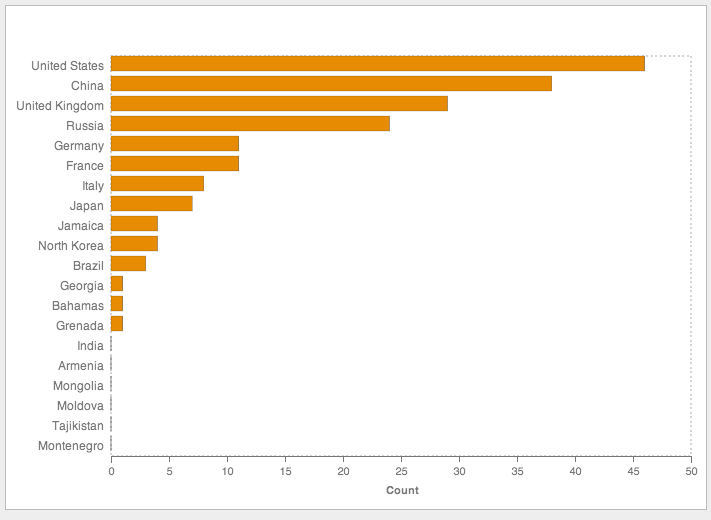 United States
China
United Kingdom
Russia
Germany
France
Italy
Japan
Jamaica
North Korea
Brazil
Georgia
Bahamas
Grenada
India
Armenia
Mongolia
Moldova
Tajikistan
Montenegro
0 5 10 15 20 25 30 35 40 45 50
Count